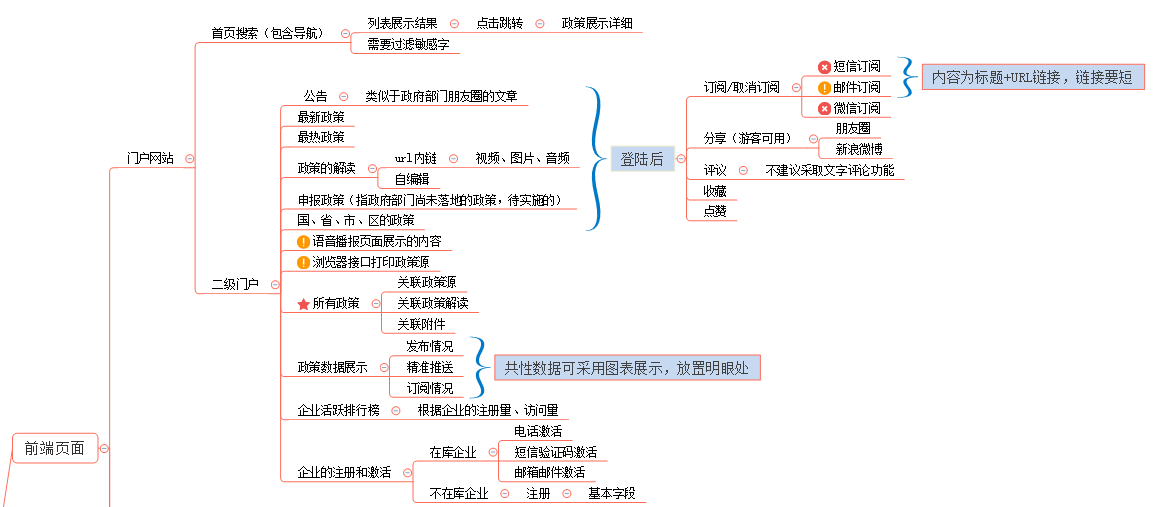 前端页面
门户网站
首页搜索（包含导航）
列表展示结果
点击跳转
政策展示详细
需要过滤敏感字
二级门户
公告
类似于政府部门朋友圈的文章
最新政策
最热政策
政策的解读
url内链
视频、图片、音频
自编辑
申报政策（指政府部门尚未落地的政策，待实施的）
国、省、市、区的政策
登陆后
订阅/取消订阅
短信订阅
邮件订阅
微信订阅
内容为标题+URL链接，链接要短
分享（游客可用）
朋友圈
新浪微博
评议
不建议采取文字评论功能
收藏
点赞
语音播报页面展示的内容
浏览器接口打印政策源
所有政策
关联政策源
关联政策解读
关联附件
政策数据展示
发布情况
精准推送
订阅情况
共性数据可采用图表展示，放置明眼处
企业活跃排行榜
根据企业的注册量、访问量
企业的注册和激活
在库企业
电话激活
短信验证码激活
邮箱邮件激活
不在库企业
注册
基本字段